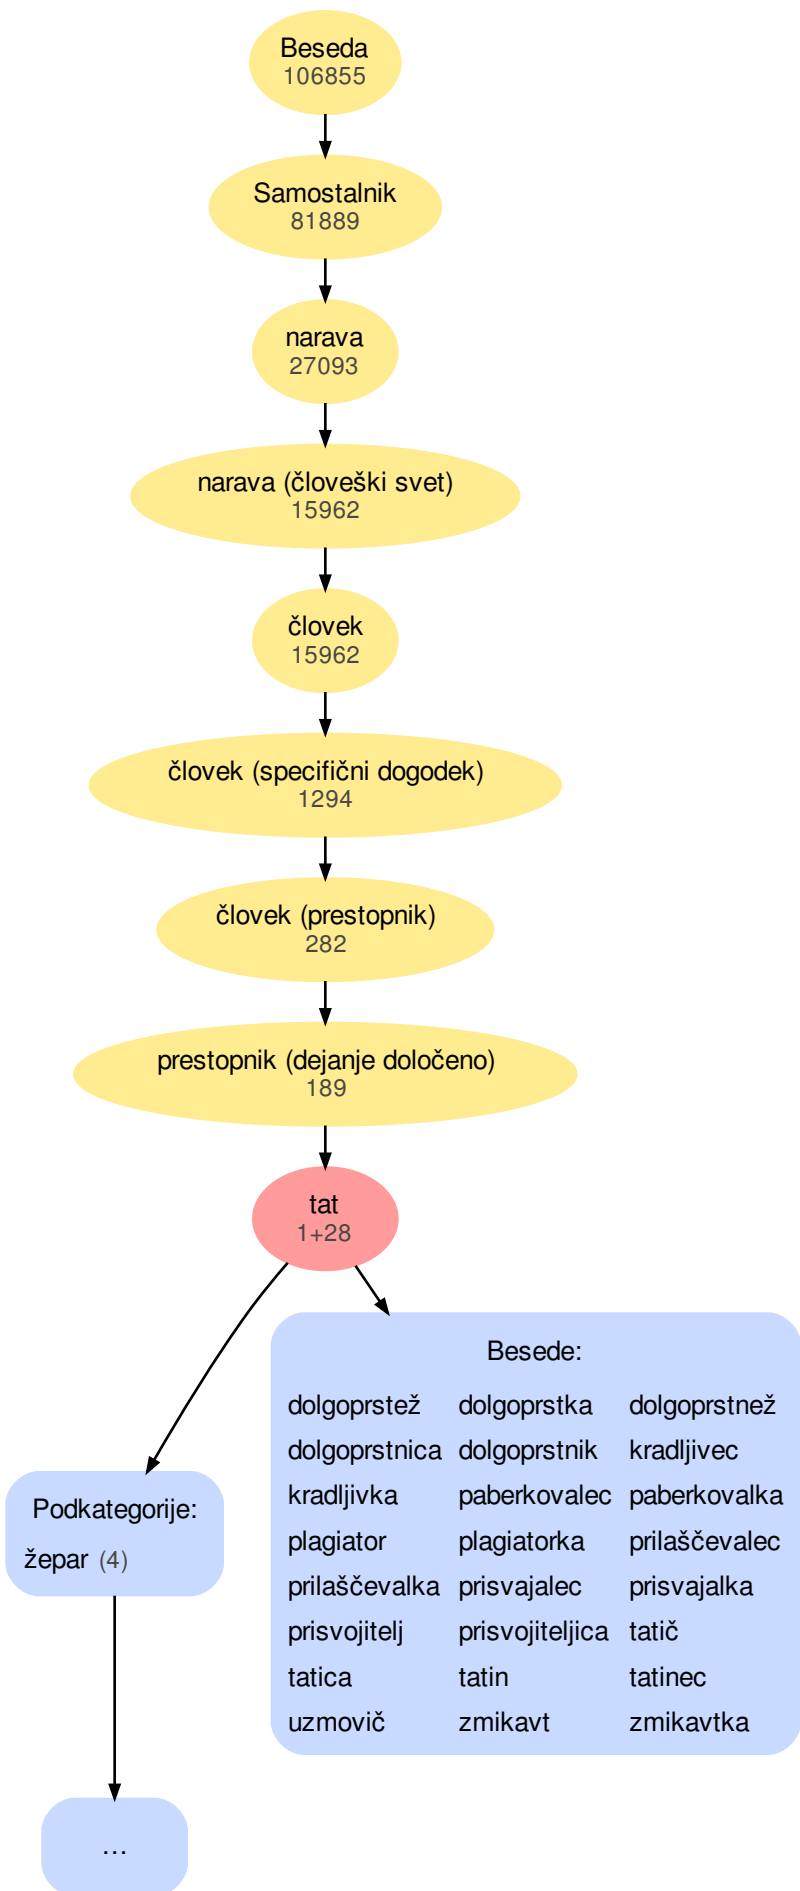 Beseda
106855
Samostalnik
81889
narava
27093
narava (človeški svet)
15962
človek
15962
človek (specifični dogodek)
1294
človek (prestopnik)
282
prestopnik (dejanje določeno)
189
tat
1+28
Besede:
dolgoprstež dolgoprstka dolgoprstnež
dolgoprstnica dolgoprstnik kradljivec
kradljivka paberkovalec paberkovalka
plagiator plagiatorka prilaščevalec
prilaščevalka prisvajalec prisvajalka
prisvojitelj prisvojiteljica tatič
tatica tatin tatinec
uzmovič zmikavt zmikavtka
Podkategorije:
žepar (4)
...